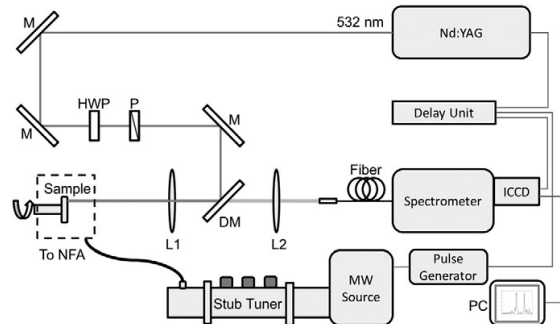 M
532 nm
Nd:YAG
HWP
P
M
M
Delay Unit
Fiber
Sample
Spectrometer
ICCD
DM
L1
L2
To NFA
Pulse
Generator
MW
Source
Stub Tuner
PC